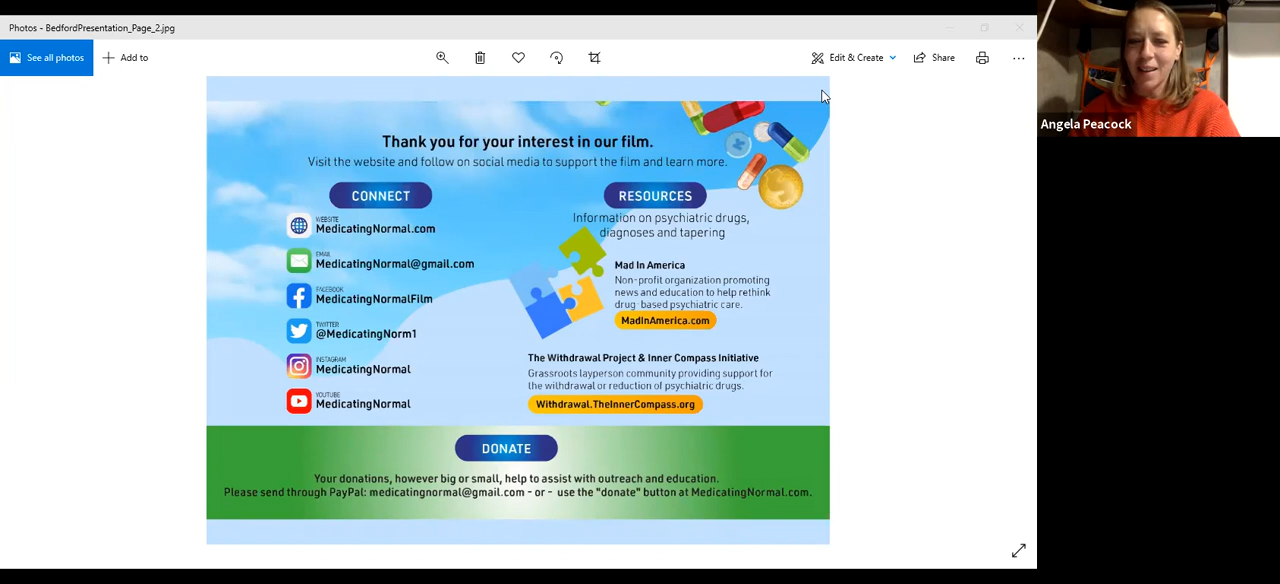 Photos - BedfordPresentation_Page_2.jpg
See all photos
Add to
Edit & Create
Share
Angela Peacock
Thank you for your interest in our film.
Visit the website and follow on social media to support the film and learn more.
CONNECT
WEBSITE
MedicatingNormal.com
EMAIL
MedicatingNormal@gmail.com
FACEBOOK
MedicatingNormalFilm
TWITTER
@MedicatingNorm1
INSTAGRAM
MedicatingNormal
YOUTUBE
MedicatingNormal
RESOURCES
Information on psychiatric drugs,
diagnoses and tapering
Mad In America
Non-profit organization promoting
news and education to help rethink
drug-based psychiatric care.
MadInAmerica.com
The Withdrawal Project & Inner Compass Initiative
Grassroots layperson community providing support for
the withdrawal or reduction of psychiatric drugs.
Withdrawal.TheInnerCompass.org
DONATE
Your donations, however big or small, help to assist with outreach and education.
Please send through PayPal: medicatingnormal@gmail.com - or - use the "donate" button at MedicatingNormal.com.